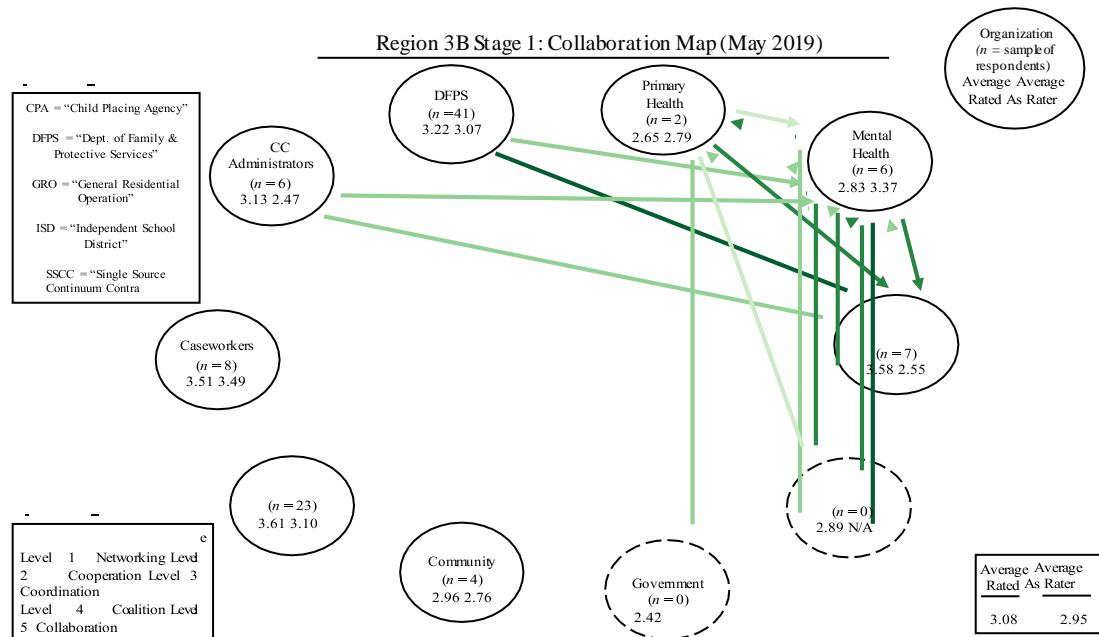 Region 3B Stage 1: Collaboration Map (May 2019)
Organization
(n = sample of
respondents)
Average Average
Rated As Rater
CPA = “Child Placing Agency”
DFPS = “Dept. of Family &
Protective Services”
GRO = “General Residential
Operation”
ISD = “Independent School
District”
SSCC = “Single Source
Continuum Contra
CC
Administrators
(n = 6)
3.13 2.47
DFPS
(n = 41)
3.22 3.07
Primary
Health
(n = 2)
2.65 2.79
Mental
Health
(n = 6)
2.83 3.37
(n = 7)
3.58 2.55
Caseworkers
(n = 8)
3.51 3.49
(n = 23)
3.61 3.10
Community
(n = 4)
2.96 2.76
Government
(n = 0)
2.42
(n = 0)
2.89 N/A
e
Level 1 Networking Level
2 Cooperation Level 3
Coordination
Level 4 Coalition Level
5 Collaboration
Average Average
Rated As Rater
3.08 2.95